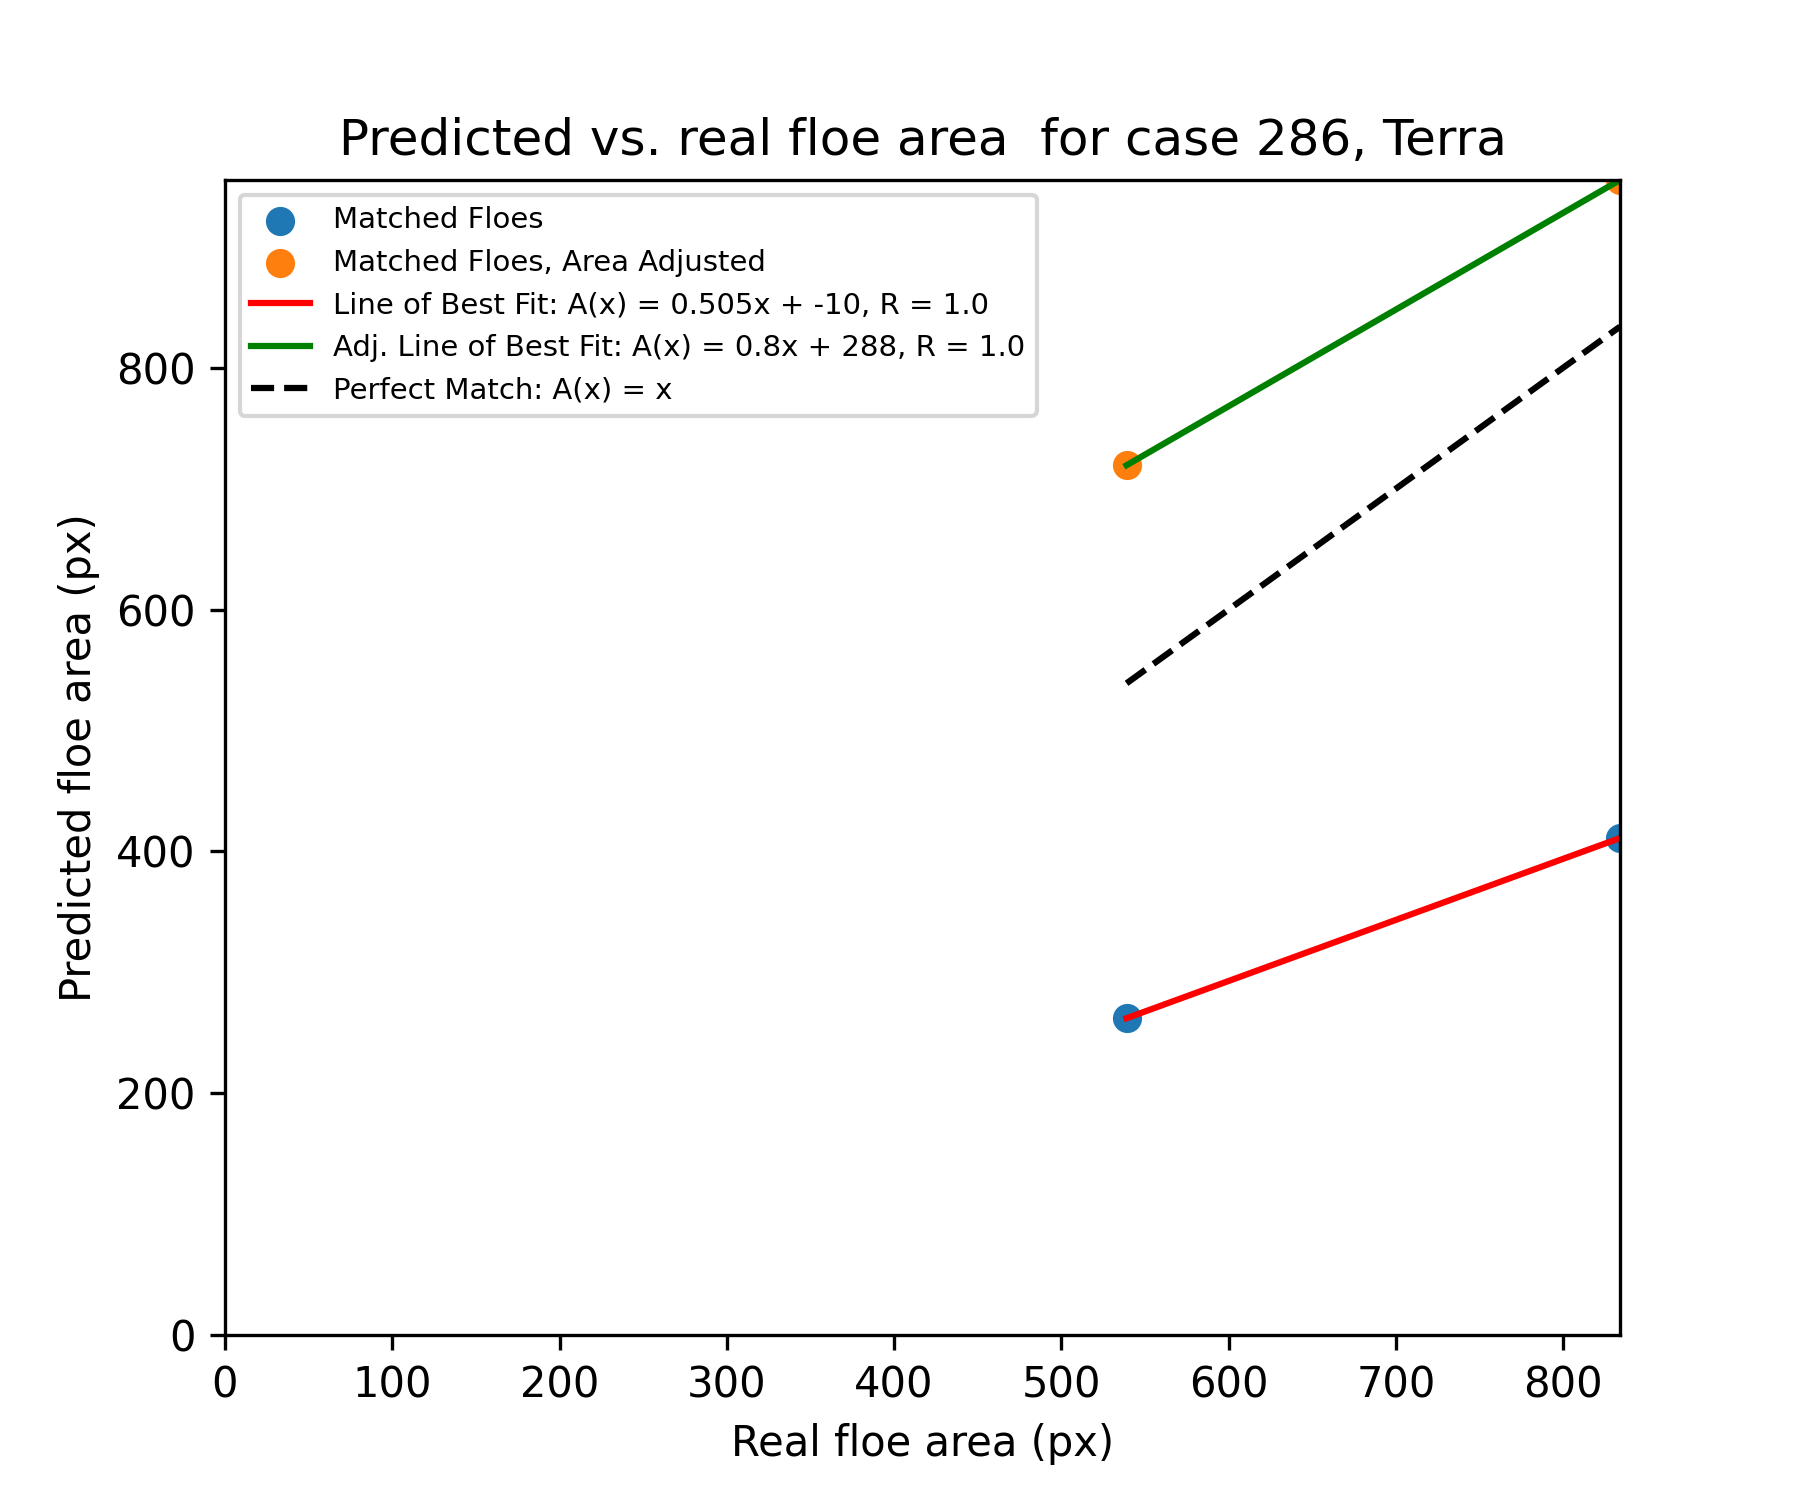 Predicted vs. real floe area  for case 286, Terra
Matched Floes
Matched Floes, Area Adjusted
Line of Best Fit: A(x) = 0.505x + -10, R = 1.0
Adj. Line of Best Fit: A(x) = 0.8x + 288, R = 1.0
Perfect Match: A(x) = x
800
600
400
200
0
Predicted floe area (px)
0 100 200 300 400 500 600 700 800
Real floe area (px)